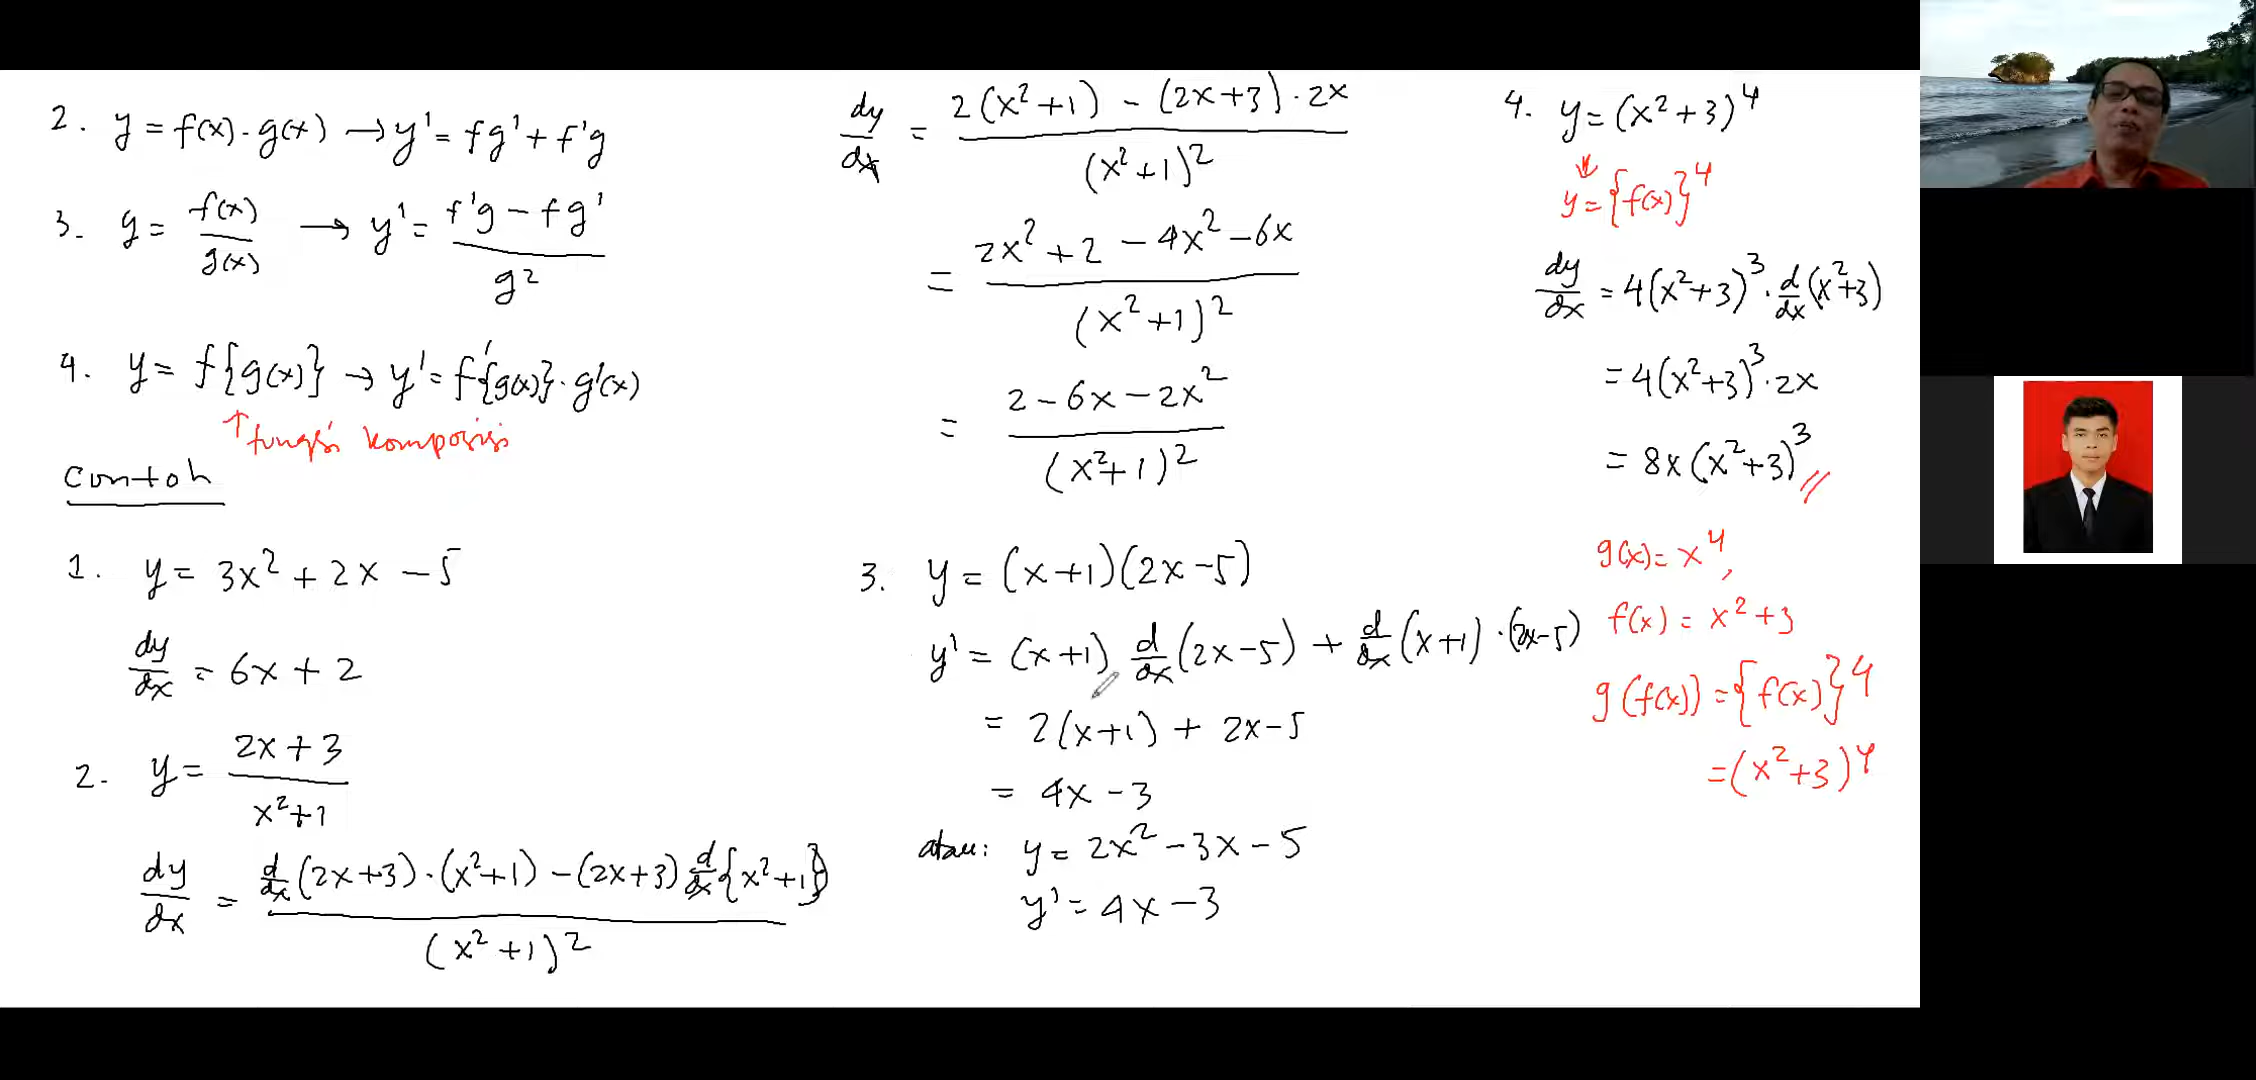 2. y = f(x) · g(x) → y' = fg' + f'g
3. y = f(x)/g(x) → y' = (f'g − fg')/g²
4. y = f{g(x)} → y' = f'{g(x)} · g'(x)
↑ fungsi komposisi
Contoh
1. y = 3x² + 2x − 5
dy/dx = 6x + 2
2. y = (2x + 3)/(x² + 1)
dy/dx = (d/dx (2x + 3) · (x² + 1) − (2x + 3) d/dx {x² + 1})/(x² + 1)²
dy/dx = (2(x² + 1) − (2x + 3) · 2x)/(x² + 1)²
= (2x² + 2 − 4x² − 6x)/(x² + 1)²
= (2 − 6x − 2x²)/(x² + 1)²
3. y = (x + 1)(2x − 5)
y' = (x + 1) d/dx (2x − 5) + d/dx (x + 1) · (2x − 5)
= 2(x + 1) + 2x − 5
= 4x − 3
atau: y = 2x² − 3x − 5
y' = 4x − 3
4. y = (x² + 3)⁴
↓
y = {f(x)}⁴
dy/dx = 4(x² + 3)³ · d/dx (x² + 3)
= 4(x² + 3)³ · 2x
= 8x(x² + 3)³ //
g(x) = x⁴,
f(x) = x² + 3
g(f(x)) = {f(x)}⁴
= (x² + 3)⁴